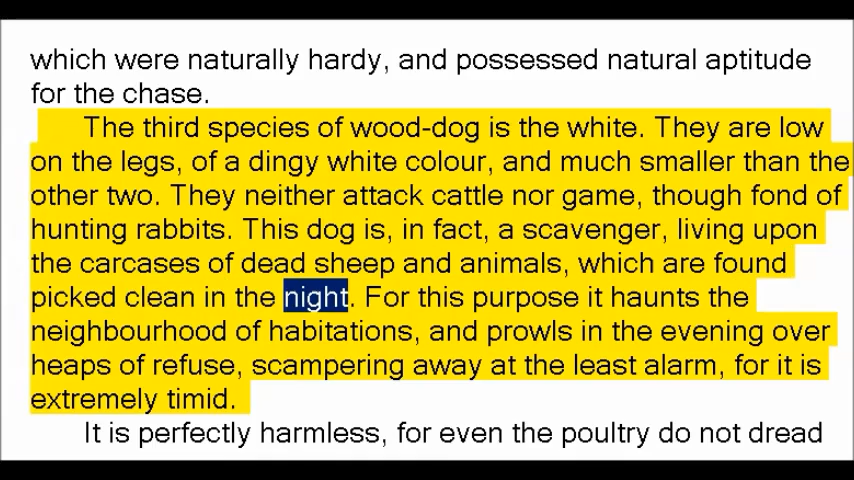 which were naturally hardy, and possessed natural aptitude
for the chase.
The third species of wood-dog is the white. They are low
on the legs, of a dingy white colour, and much smaller than the
other two. They neither attack cattle nor game, though fond of
hunting rabbits. This dog is, in fact, a scavenger, living upon
the carcases of dead sheep and animals, which are found
picked clean in the night. For this purpose it haunts the
neighbourhood of habitations, and prowls in the evening over
heaps of refuse, scampering away at the least alarm, for it is
extremely timid.
It is perfectly harmless, for even the poultry do not dread